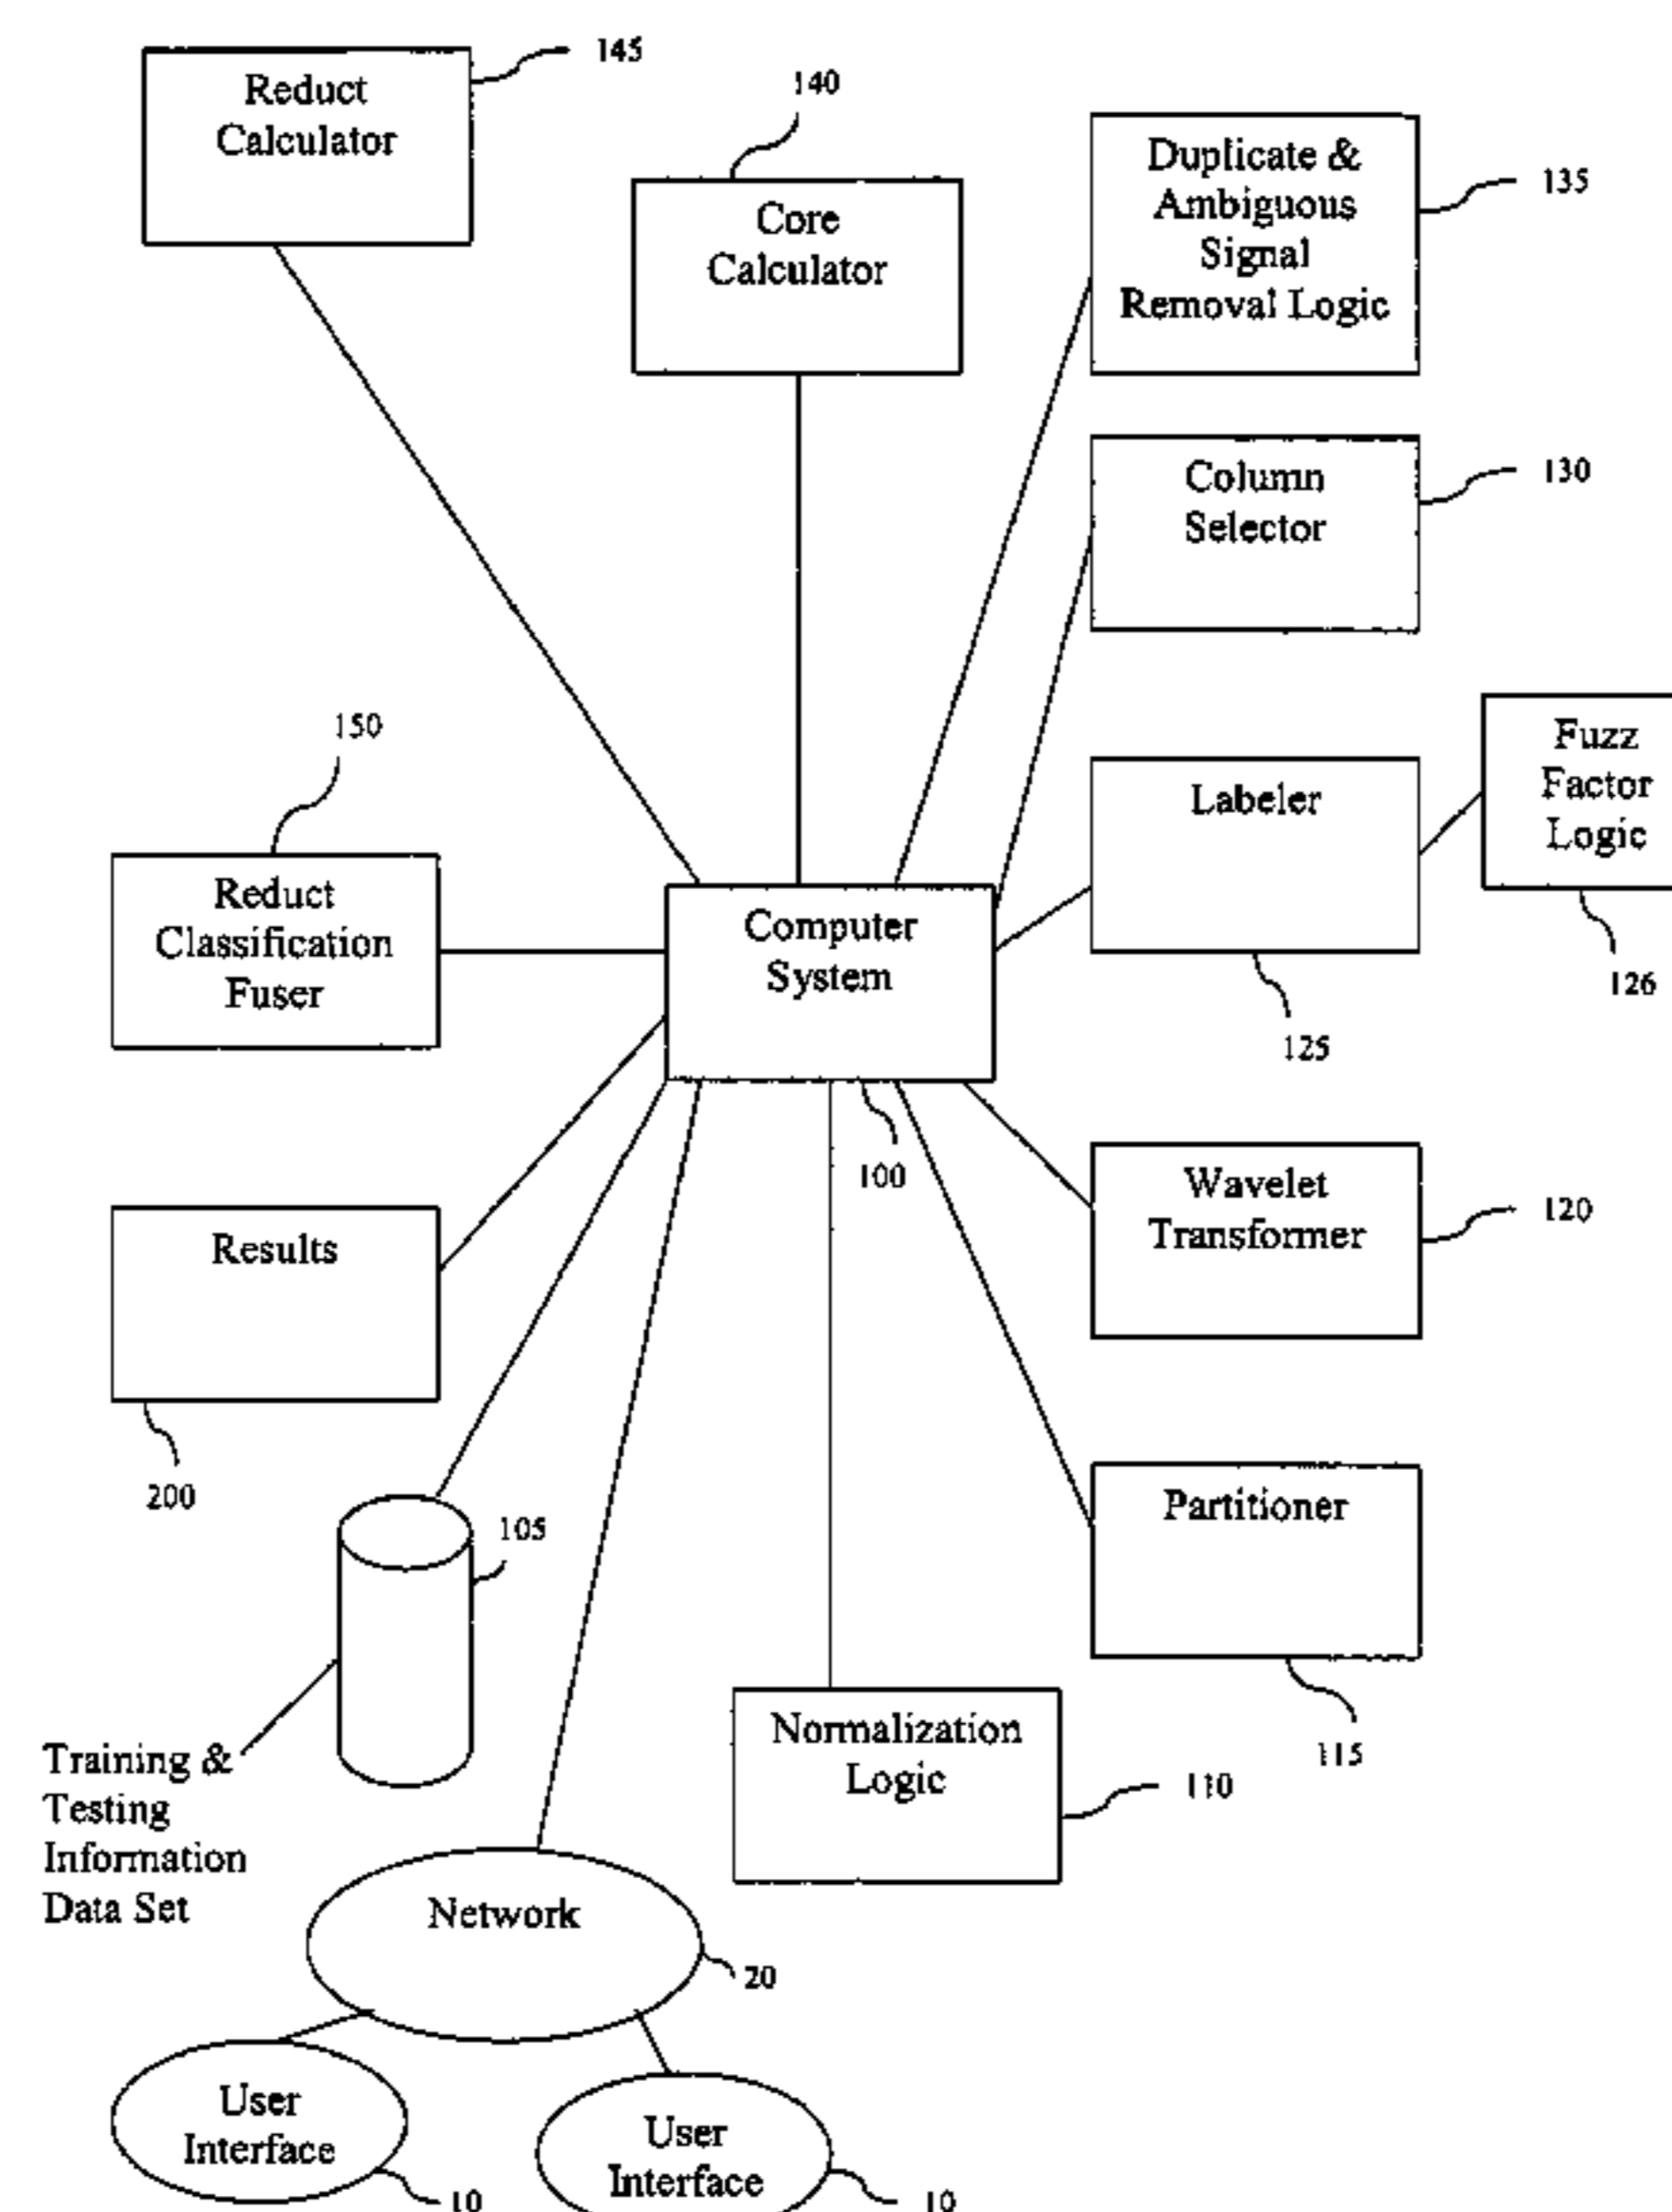 145
Reduct
Calculator
140
Core
Calculator
Duplicate &
Ambiguous
Signal
Removal Logic
135
Column
Selector
130
Fuzz
Factor
Logic
126
Labeler
125
150
Reduct
Classification
Fuser
Computer
System
100
Wavelet
Transformer
120
Results
200
105
Partitioner
115
Training &
Testing
Information
Data Set
Normalization
Logic
110
Network
20
User
Interface
10
User
Interface
10